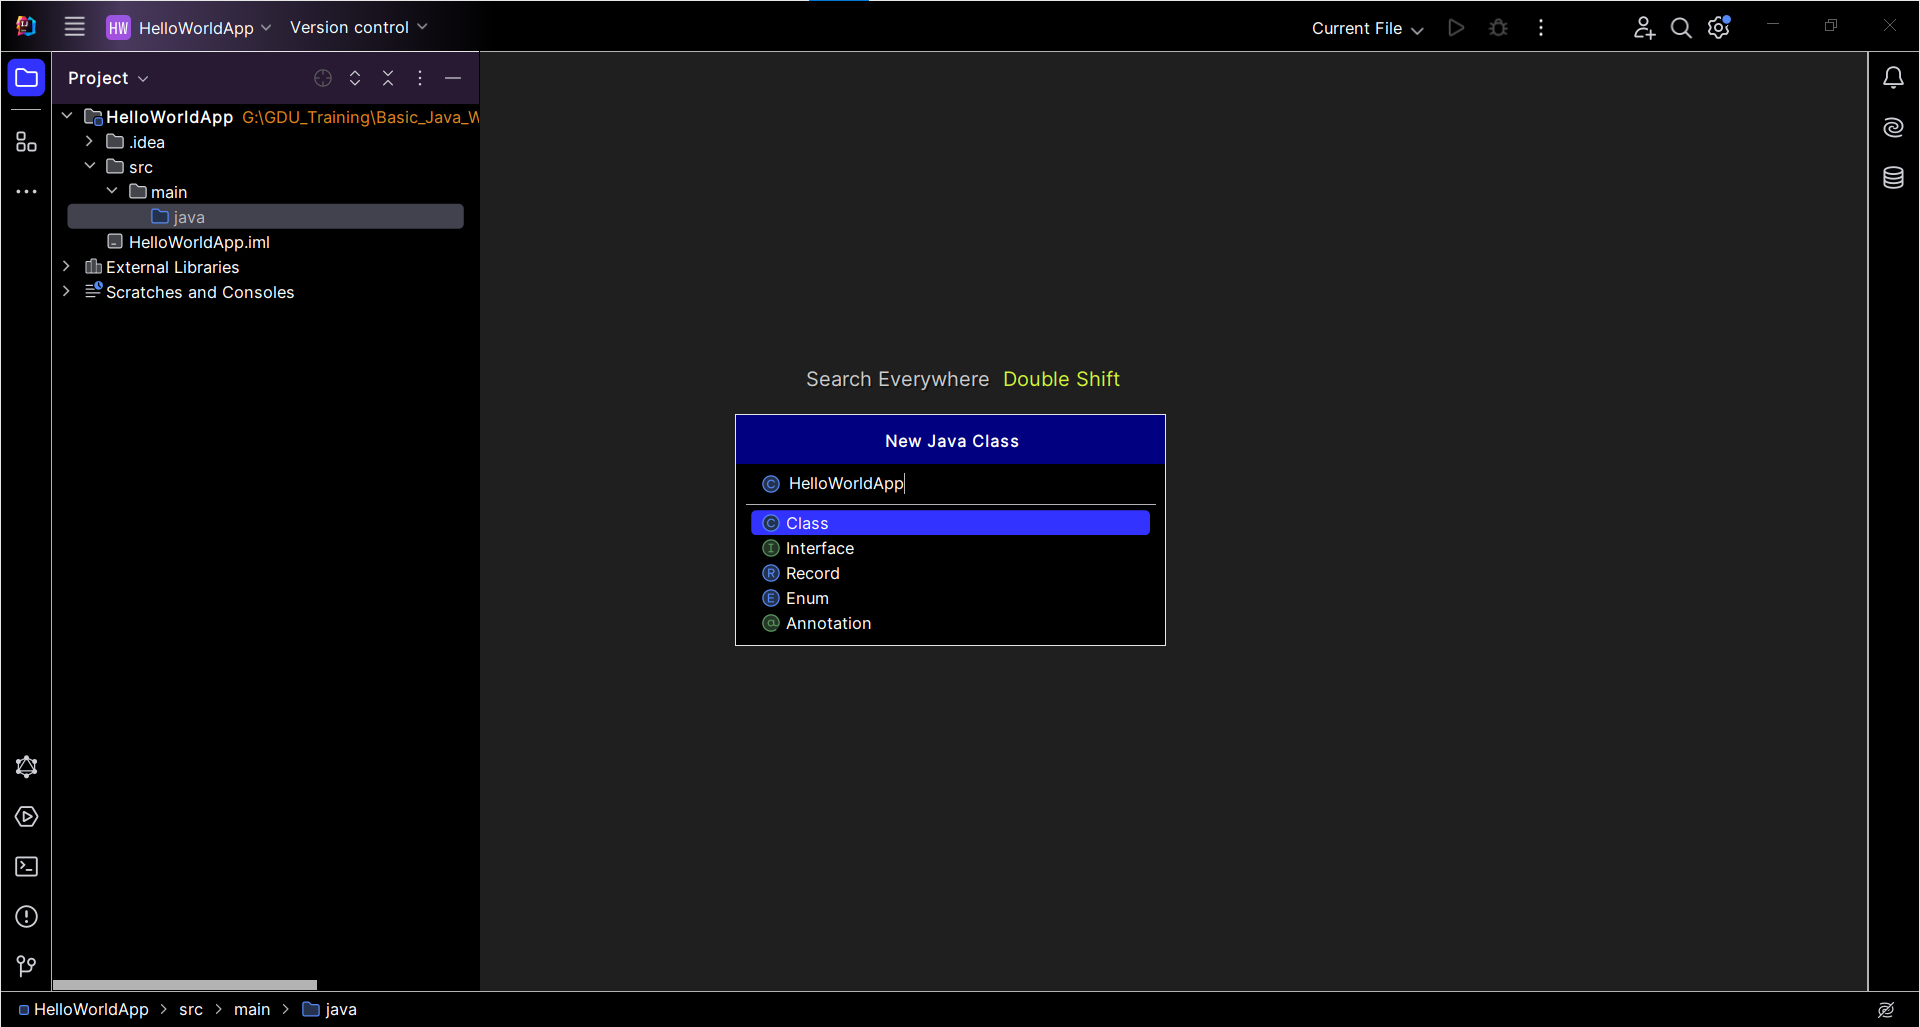 HW HelloWorldApp Version control Current File
Project
HelloWorldApp G:\GDU_Training\Basic_Java_W
.idea
src
main
java
HelloWorldApp.iml
External Libraries
Scratches and Consoles
Search Everywhere Double Shift
New Java Class
C HelloWorldApp
C Class
I Interface
R Record
E Enum
@ Annotation
HelloWorldApp > src > main > java